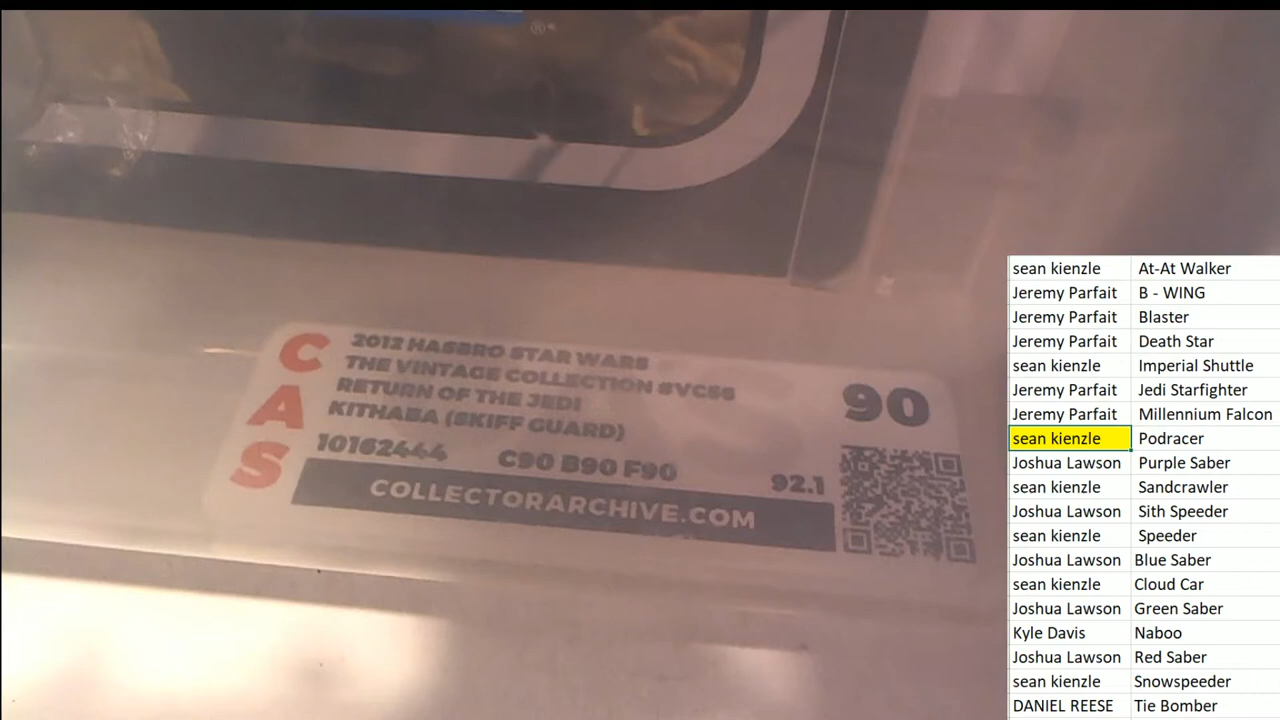 ®
C
A
S
2012 HASBRO STAR WARS
THE VINTAGE COLLECTION #VC56
RETURN OF THE JEDI
KITHABA (SKIFF GUARD)
10162444 C90 B90 F90 92.1
90
COLLECTORARCHIVE.COM
sean kienzle At-At Walker
Jeremy Parfait B - WING
Jeremy Parfait Blaster
Jeremy Parfait Death Star
sean kienzle Imperial Shuttle
Jeremy Parfait Jedi Starfighter
Jeremy Parfait Millennium Falcon
sean kienzle Podracer
Joshua Lawson Purple Saber
sean kienzle Sandcrawler
Joshua Lawson Sith Speeder
sean kienzle Speeder
Joshua Lawson Blue Saber
sean kienzle Cloud Car
Joshua Lawson Green Saber
Kyle Davis Naboo
Joshua Lawson Red Saber
sean kienzle Snowspeeder
DANIEL REESE Tie Bomber